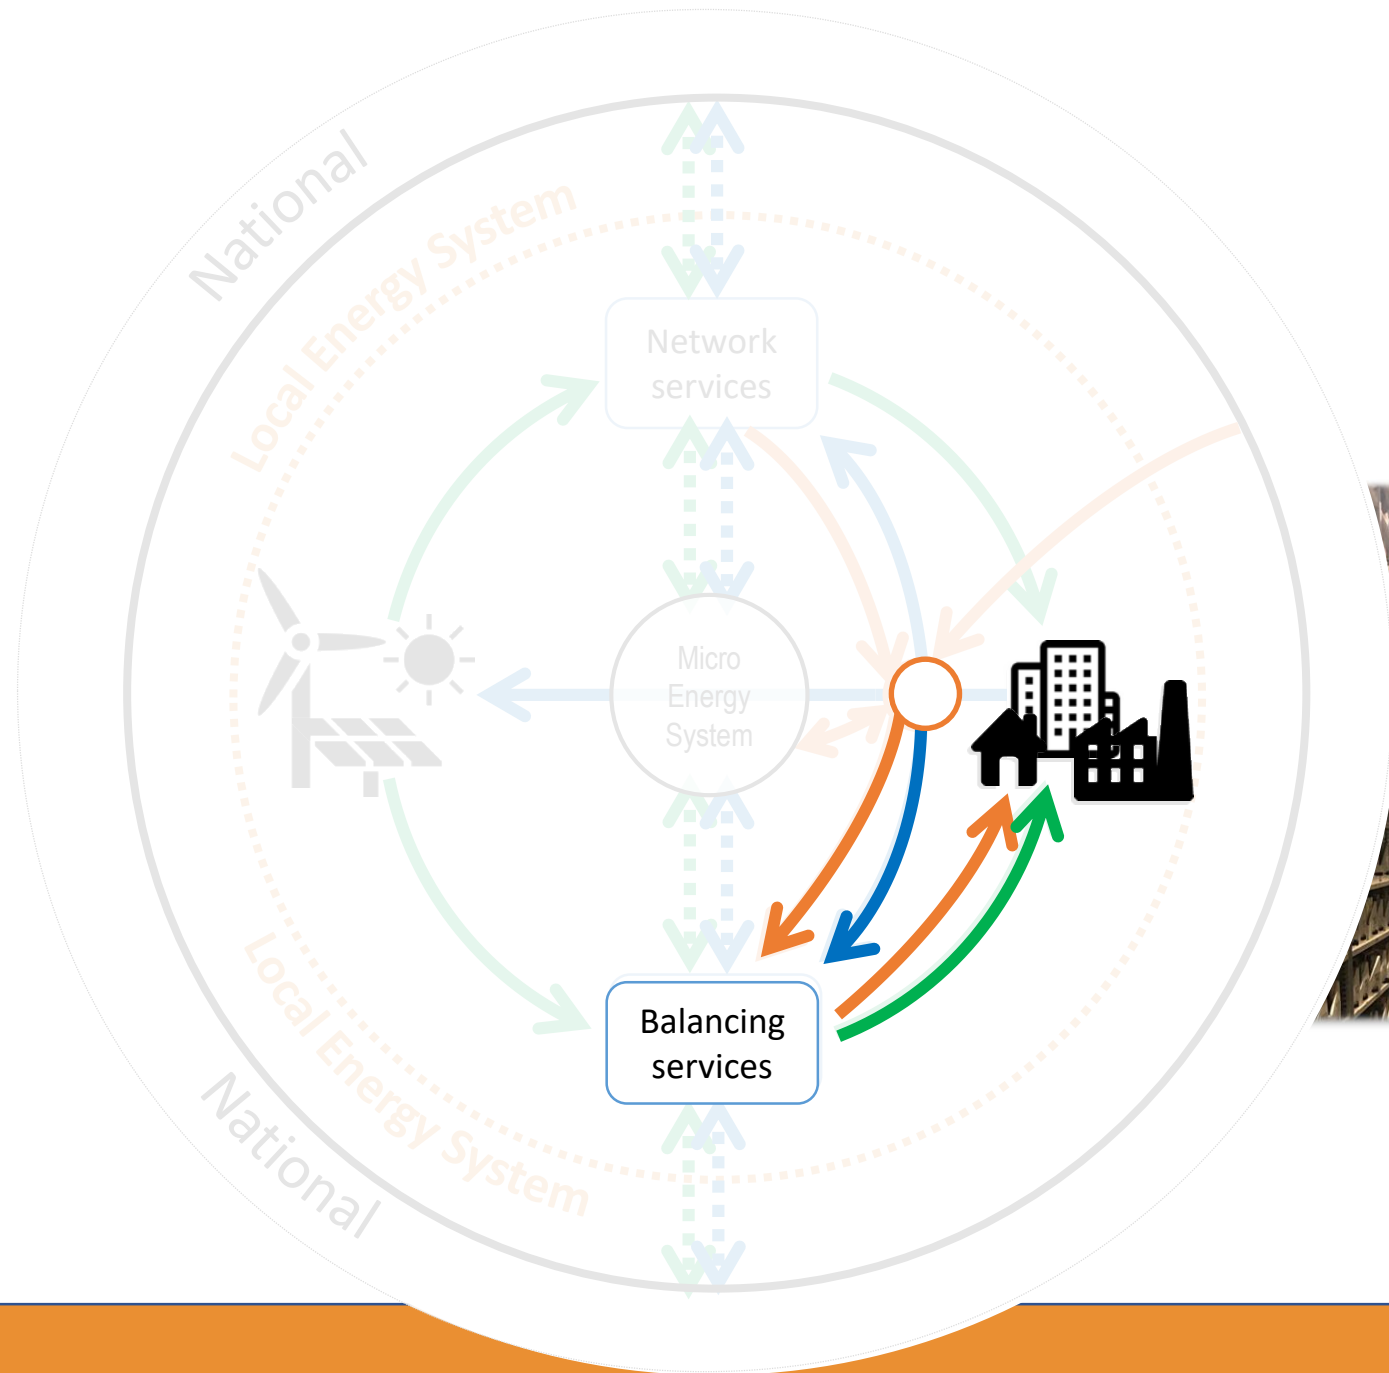 National
Local Energy System
Network
services
Micro
Energy
System
Balancing
services
Local Energy System
National